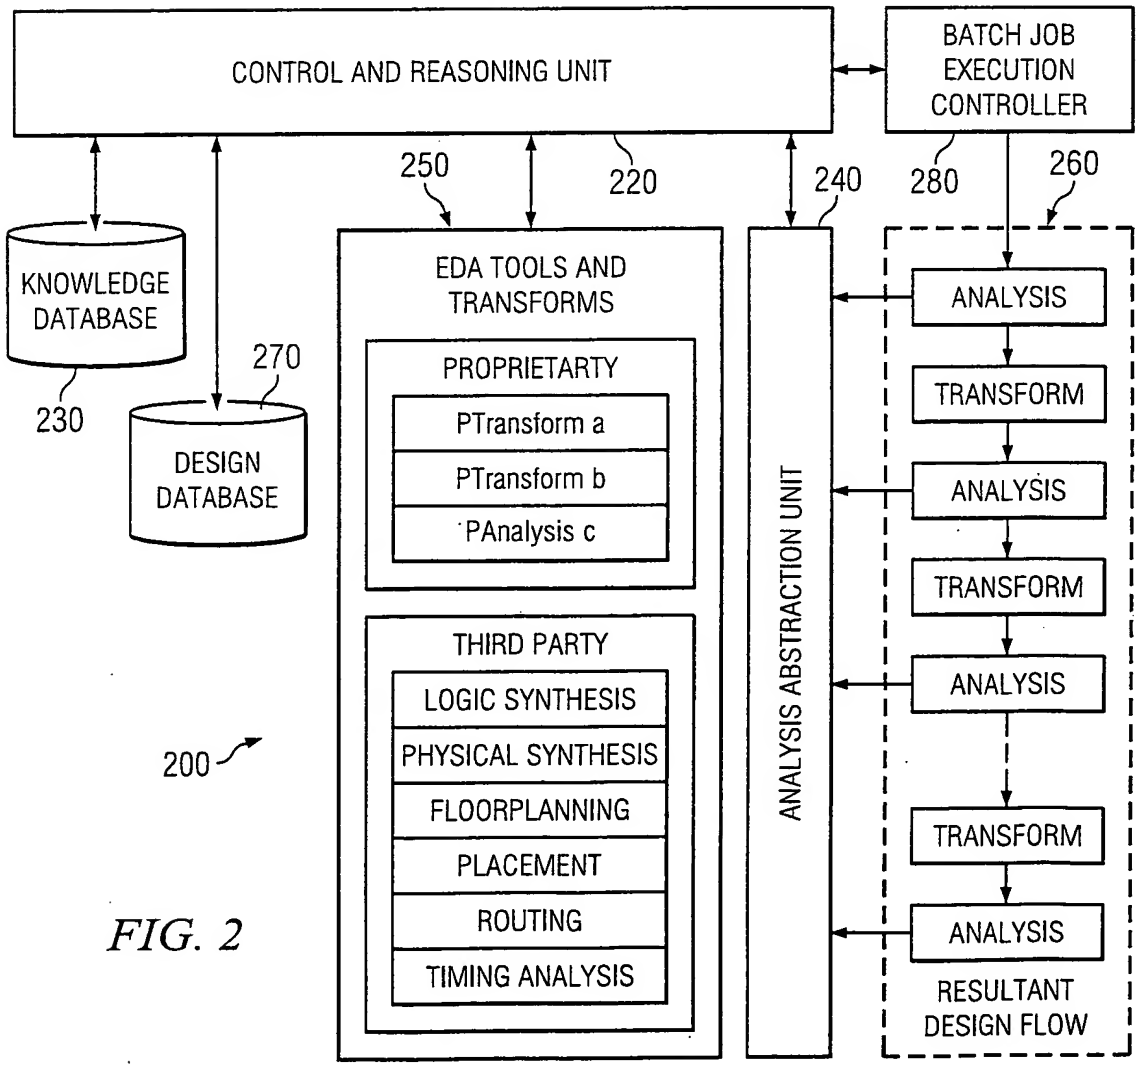 CONTROL AND REASONING UNIT
BATCH JOB
EXECUTION
CONTROLLER
220
280
250
240
260
KNOWLEDGE
DATABASE
230
270
DESIGN
DATABASE
EDA TOOLS AND
TRANSFORMS
PROPRIETARTY
PTransform a
PTransform b
PAnalysis c
THIRD PARTY
LOGIC SYNTHESIS
PHYSICAL SYNTHESIS
FLOORPLANNING
PLACEMENT
ROUTING
TIMING ANALYSIS
ANALYSIS ABSTRACTION UNIT
ANALYSIS
TRANSFORM
ANALYSIS
TRANSFORM
ANALYSIS
TRANSFORM
ANALYSIS
RESULTANT
DESIGN FLOW
200
FIG. 2